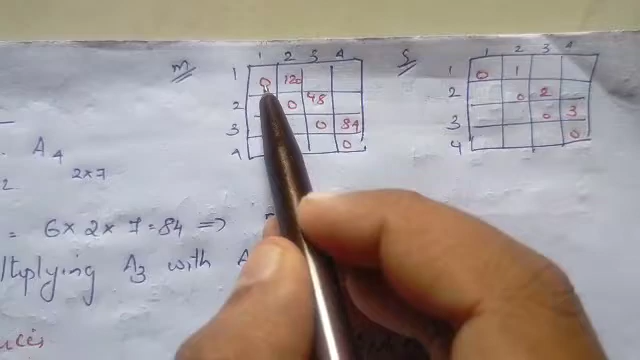 m
1 2 3 4
1 0 120
2 0 48
3 0 84
4 0
S
1 2 3 4
1 0 1
2 0 2
3 0 3
4 0
A4
2 2x7
= 6 x 2 x 7 = 84 =>
ltiplying A3 with A